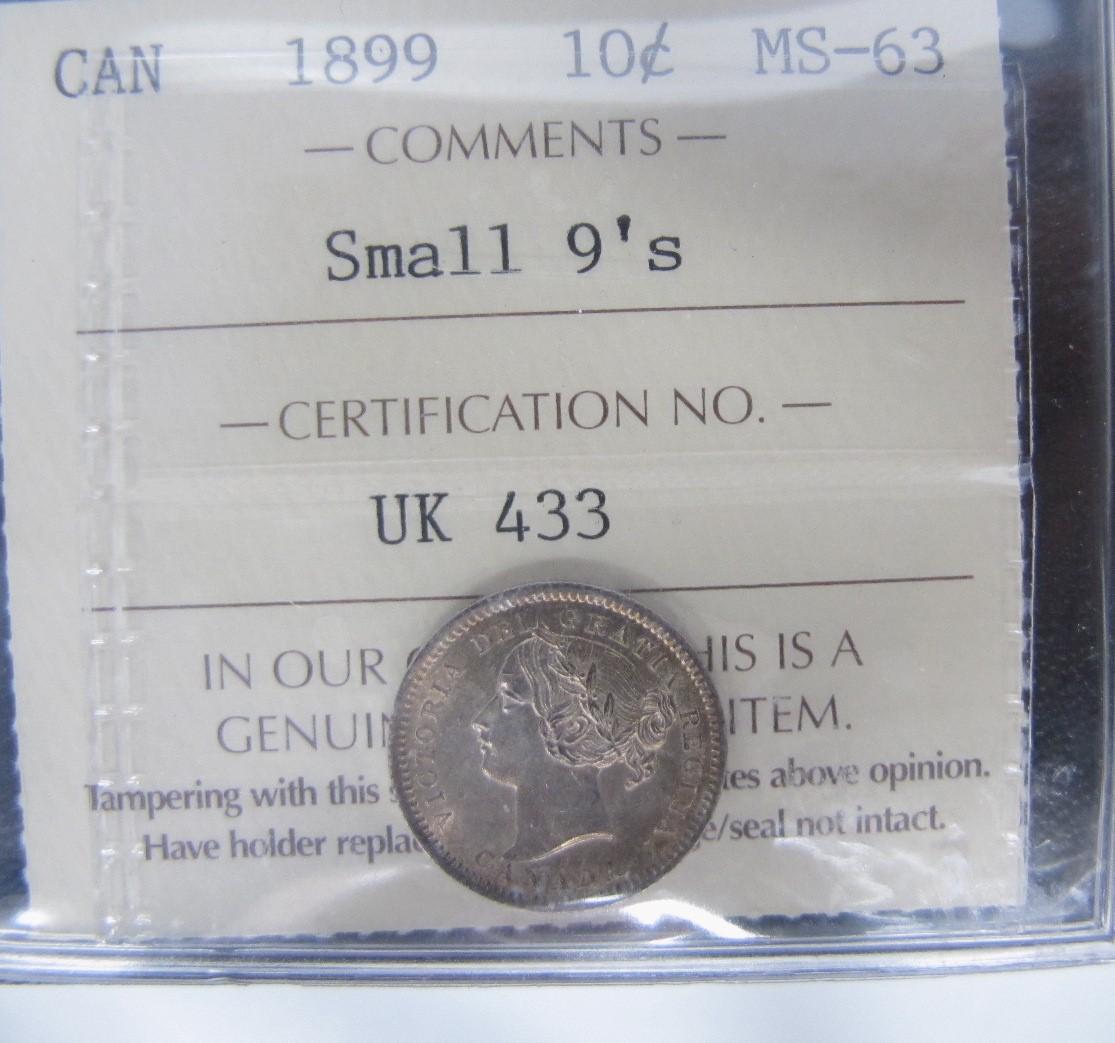 CAN 1899 10¢ MS-63
— COMMENTS —
Small 9's
— CERTIFICATION NO. —
UK 433
IN OUR HIS IS A
GENUIN ITEM.
Tampering with this above opinion.
Have holder replac e/seal not intact.
VICTORIA DEI GRATIA REGINA
CANADA